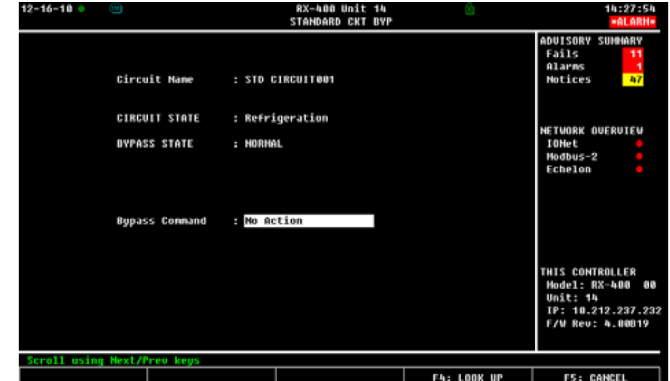 12-16-10
RX-400 Unit 14
14:27:54
STANDARD CKT BYP
*ALARM*
ADVISORY SUMMARY
Fails 11
Alarms 1
Notices 47
Circuit Name : STD CIRCUIT001
CIRCUIT STATE : Refrigeration
BYPASS STATE : NORMAL
NETWORK OVERVIEW
IONet
Modbus-2
Echelon
Bypass Command : No Action
THIS CONTROLLER
Model: RX-400 00
Unit: 14
IP: 10.212.237.232
F/W Rev: 4.00B19
Scroll using Next/Prev keys
F4: LOOK UP
F5: CANCEL